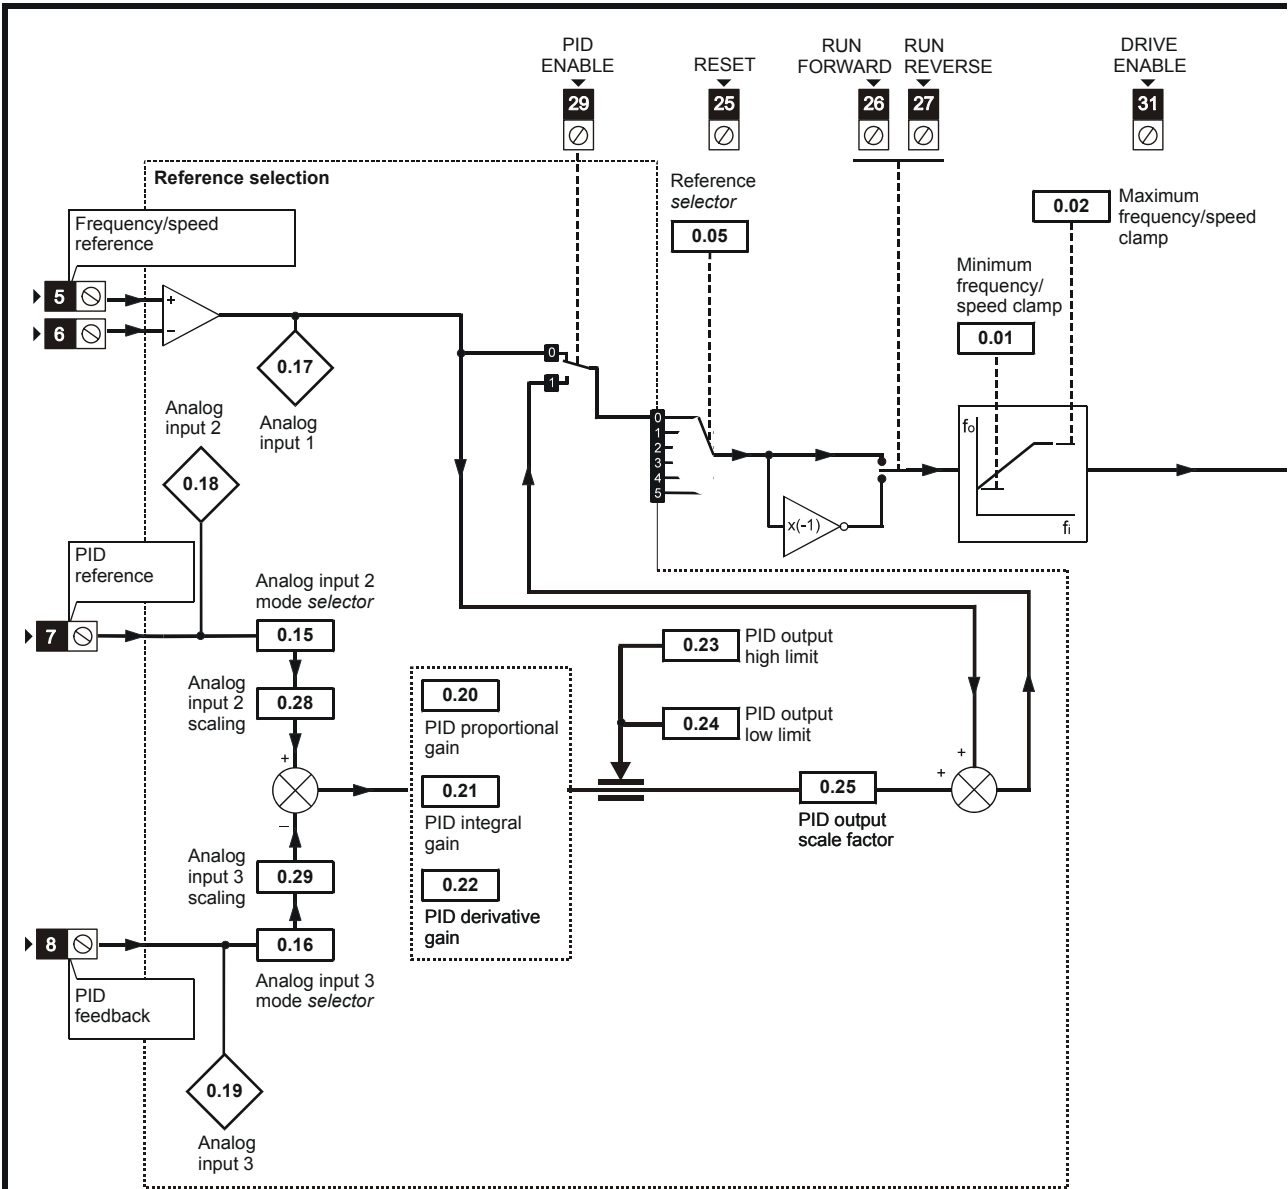 PID
ENABLE
29
RESET
25
RUN
FORWARD
26
RUN
REVERSE
27
DRIVE
ENABLE
31
Reference selection
Reference
selector
0.05
0.02
Maximum
frequency/speed
clamp
Frequency/speed
reference
5
6
+
−
0.17
Analog
input 1
Minimum
frequency/
speed clamp
0.01
0
1
0
1
2
3
4
5
x(-1)
fo
fi
Analog
input 2
0.18
PID
reference
7
Analog input 2
mode selector
0.15
Analog
input 2
scaling
0.28
+
−
Analog
input 3
scaling
0.29
8
0.16
PID
feedback
Analog input 3
mode selector
0.19
Analog
input 3
0.20
PID proportional
gain
0.21
PID integral
gain
0.22
PID derivative
gain
0.23
PID output
high limit
0.24
PID output
low limit
0.25
PID output
scale factor
+
+